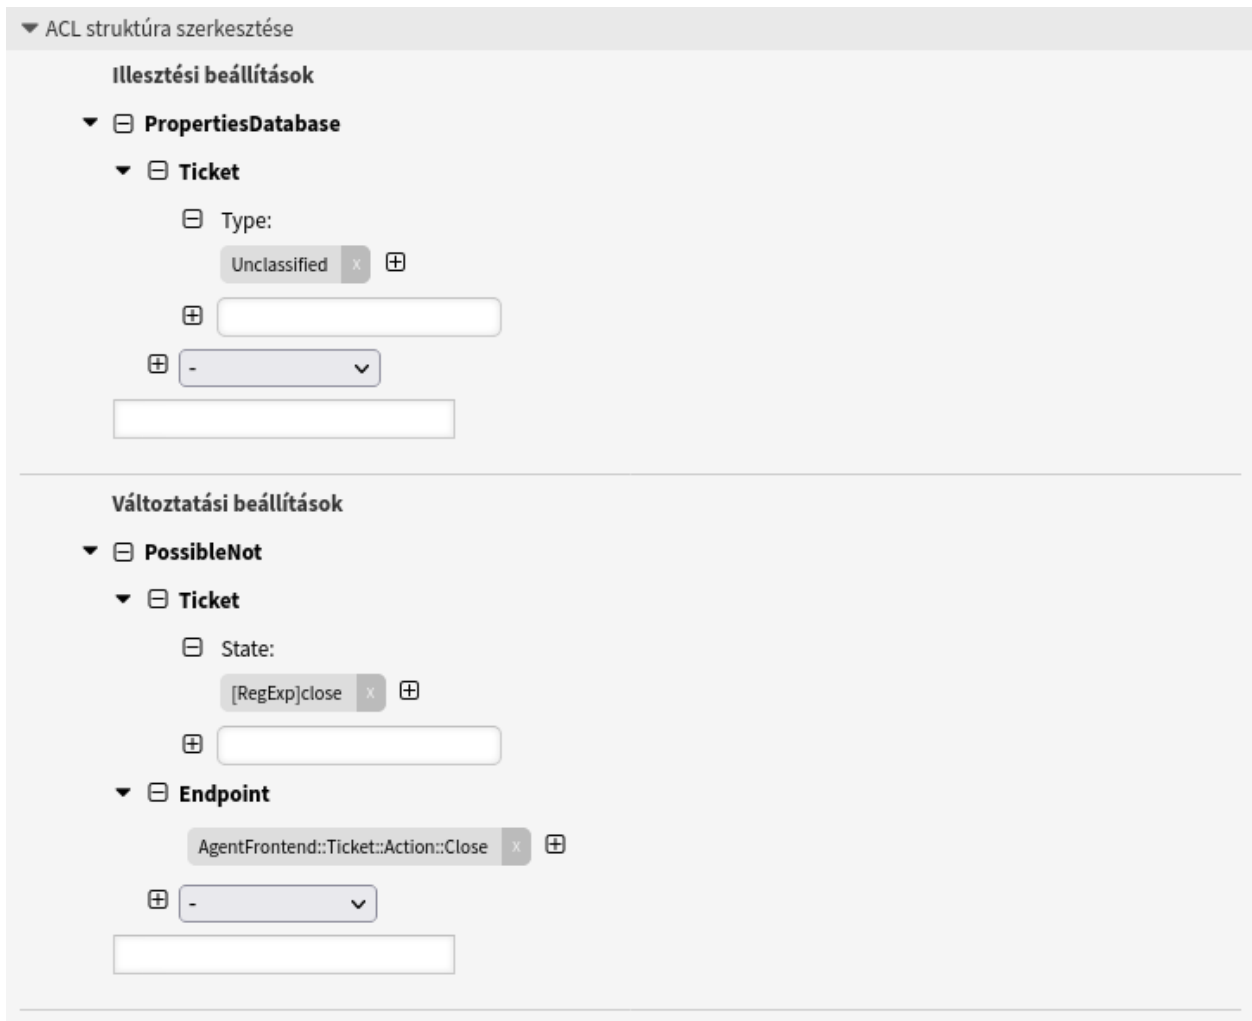 ACL struktúra szerkesztése
Illesztési beállítások
PropertiesDatabase
Ticket
Type:
Unclassified x
-
Változtatási beállítások
PossibleNot
Ticket
State:
[RegExp]close x
Endpoint
AgentFrontend::Ticket::Action::Close x
-